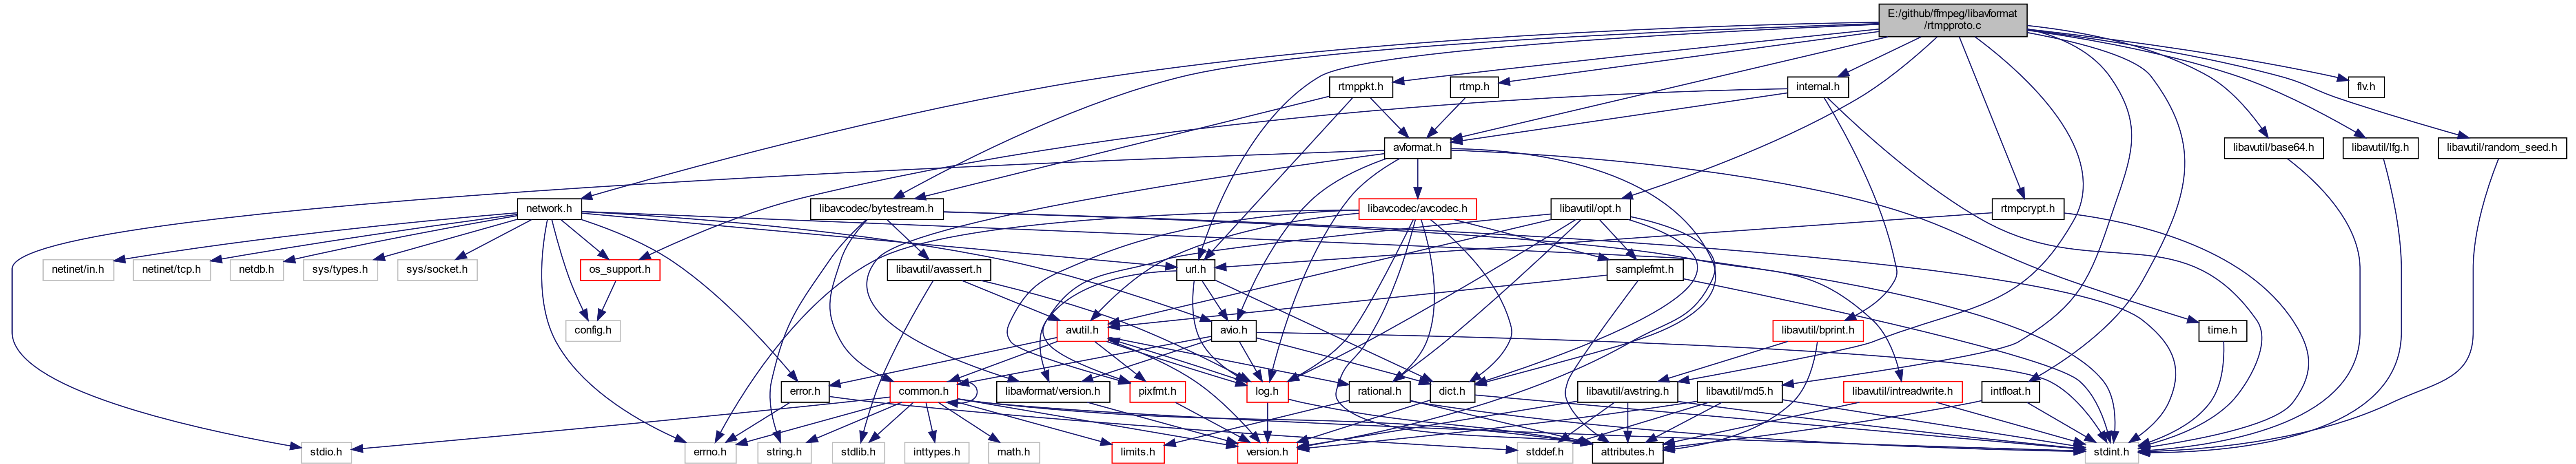 E:/github/ffmpeg/libavformat
/rtmpproto.c
rtmppkt.h
rtmp.h
internal.h
flv.h
avformat.h
libavutil/base64.h
libavutil/lfg.h
libavutil/random_seed.h
network.h
libavcodec/bytestream.h
libavcodec/avcodec.h
libavutil/opt.h
rtmpcrypt.h
netinet/in.h
netinet/tcp.h
netdb.h
sys/types.h
sys/socket.h
os_support.h
libavutil/avassert.h
url.h
samplefmt.h
config.h
avutil.h
avio.h
libavutil/bprint.h
time.h
error.h
common.h
libavformat/version.h
pixfmt.h
log.h
rational.h
dict.h
libavutil/avstring.h
libavutil/md5.h
libavutil/intreadwrite.h
intfloat.h
stdio.h
errno.h
string.h
stdlib.h
inttypes.h
math.h
limits.h
version.h
stddef.h
attributes.h
stdint.h